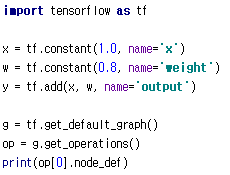 import tensorflow as tf
x = tf.constant(1.0, name='x')
w = tf.constant(0.8, name='weight')
y = tf.add(x, w, name='output')
g = tf.get_default_graph()
op = g.get_operations()
print(op[0].node_def)